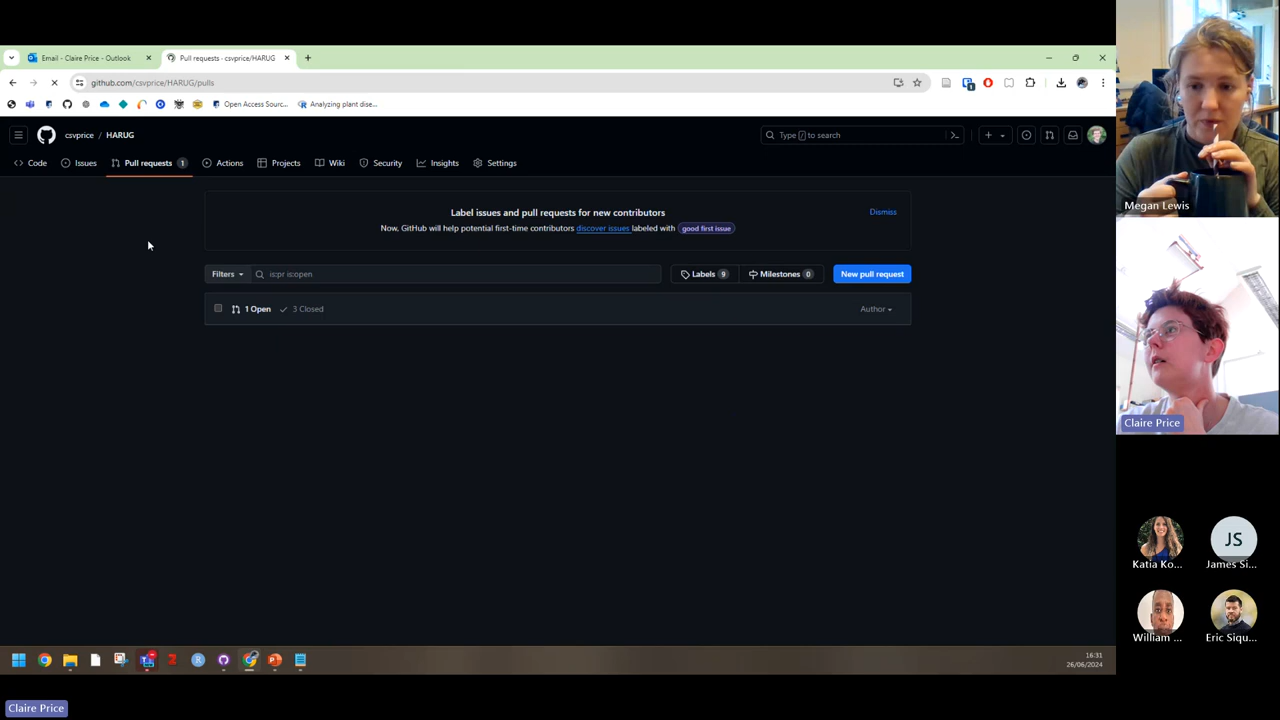 Email - Claire Price - Outlook
Pull requests · csvprice/HARUG
github.com/csvprice/HARUG/pulls
Open Access Sourc...
Analyzing plant dise...
csvprice / HARUG
Type / to search
Code
Issues
Pull requests 1
Actions
Projects
Wiki
Security
Insights
Settings
Label issues and pull requests for new contributors
Dismiss
Now, GitHub will help potential first-time contributors discover issues labeled with good first issue
Filters
is:pr is:open
Labels 9
Milestones 0
New pull request
1 Open
3 Closed
Author
16:31
26/06/2024
Claire Price
Megan Lewis
Claire Price
JS
Katia Ko...
James Si...
William ...
Eric Siqu...